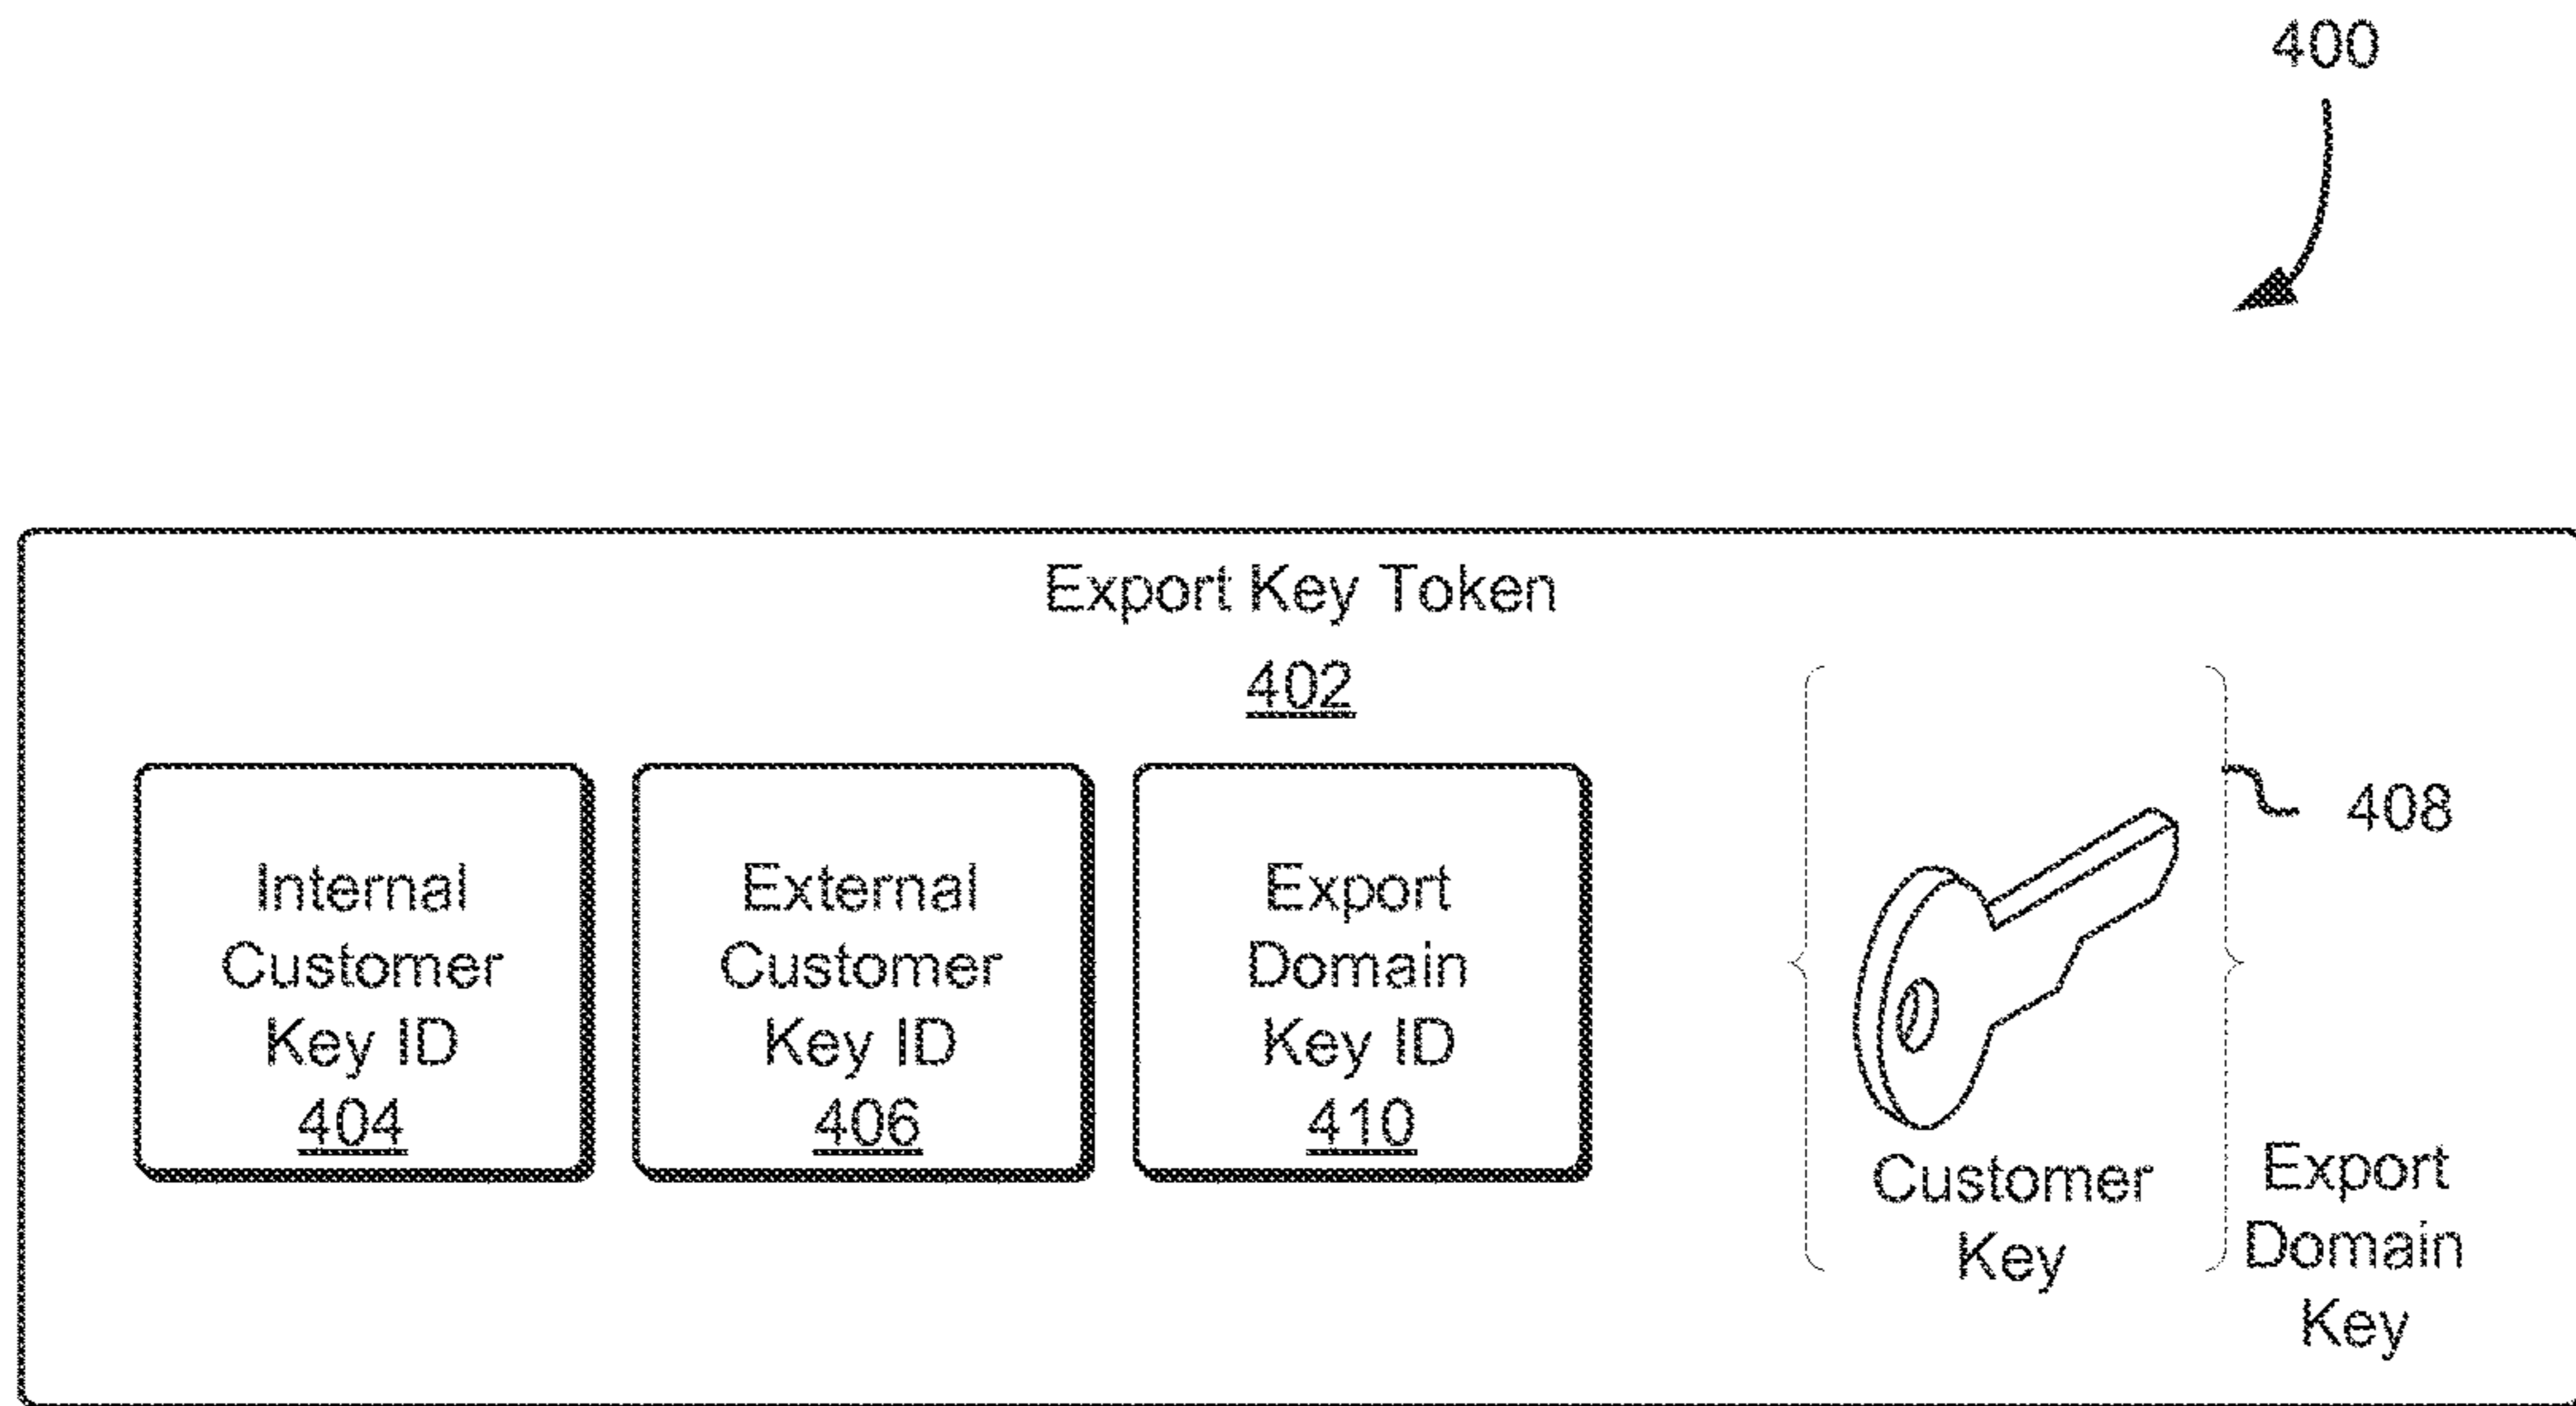 400
Export Key Token
402
Internal
Customer
Key ID
404
External
Customer
Key ID
406
Export
Domain
Key ID
410
408
Customer
Key
Export
Domain
Key